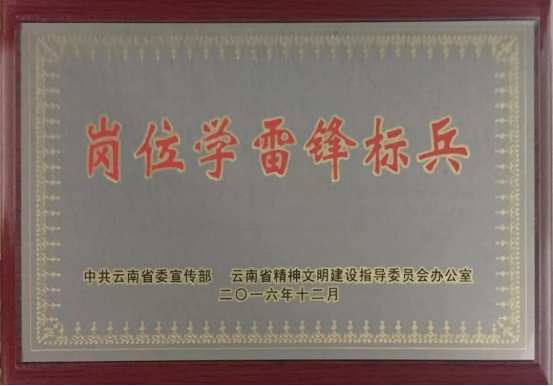 岗位学雷锋标兵
中共云南省委宣传部 云南省精神文明建设指导委员会办公室
二〇一六年十二月